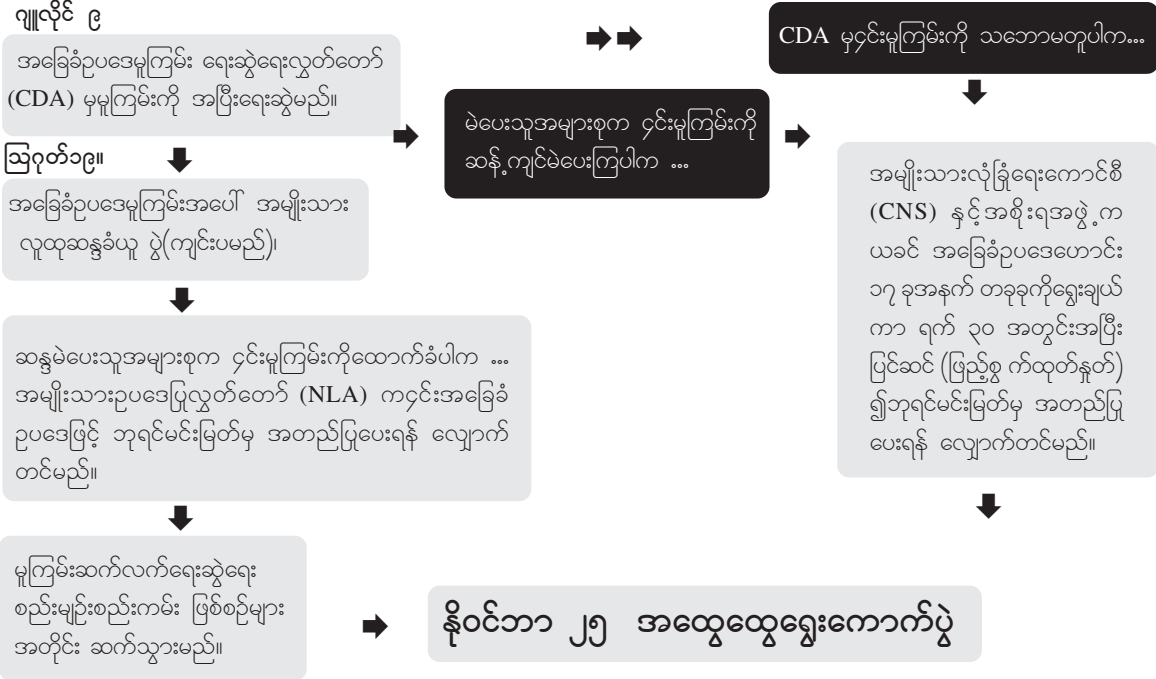 ဂျူလိုင် ၉
အခြေခံဥပဒေမူကြမ်း ရေးဆွဲရေးလွှတ်တော်
(CDA) မှမူကြမ်းကို အပြီးရေးဆွဲမည်။
ဩဂုတ်၁၉။
အခြေခံဥပဒေမူကြမ်းအပေါ် အမျိုးသား
လူထုဆန္ဒခံယူ ပွဲ(ကျင်းပမည်)၊
ဆန္ဒမဲပေးသူအများစုက ၄င်းမူကြမ်းကိုထောက်ခံပါက ...
အမျိုးသားဥပဒေပြုလွှတ်တော် (NLA) က၄င်းအခြေခံ
ဥပဒေဖြင့် ဘုရင်မင်းမြတ်မှ အတည်ပြုပေးရန် လျှောက်
တင်မည်။
မူကြမ်းဆက်လက်ရေးဆွဲရေး
စည်းမျဉ်းစည်းကမ်း ဖြစ်စဉ်များ
အတိုင်း ဆက်သွားမည်။
မဲပေးသူအများစုက ၄င်းမူကြမ်းကို
ဆန့်ကျင်မဲပေးကြပါက ...
CDA မှ၄င်းမူကြမ်းကို သဘောမတူပါက...
အမျိုးသားလုံခြုံရေးကောင်စီ
(CNS) နှင့်အစိုးရအဖွဲ့က
ယခင် အခြေခံဥပဒေဟောင်း
၁၇ ခုအနက် တခုခုကိုရွေးချယ်
ကာ ရက် ၃၀ အတွင်းအပြီး
ပြင်ဆင် (ဖြည့်စွ က်ထုတ်နှုတ်)
၍ဘုရင်မင်းမြတ်မှ အတည်ပြု
ပေးရန် လျှောက်တင်မည်။
နိုဝင်ဘာ ၂၅ အထွေထွေရွေးကောက်ပွဲ